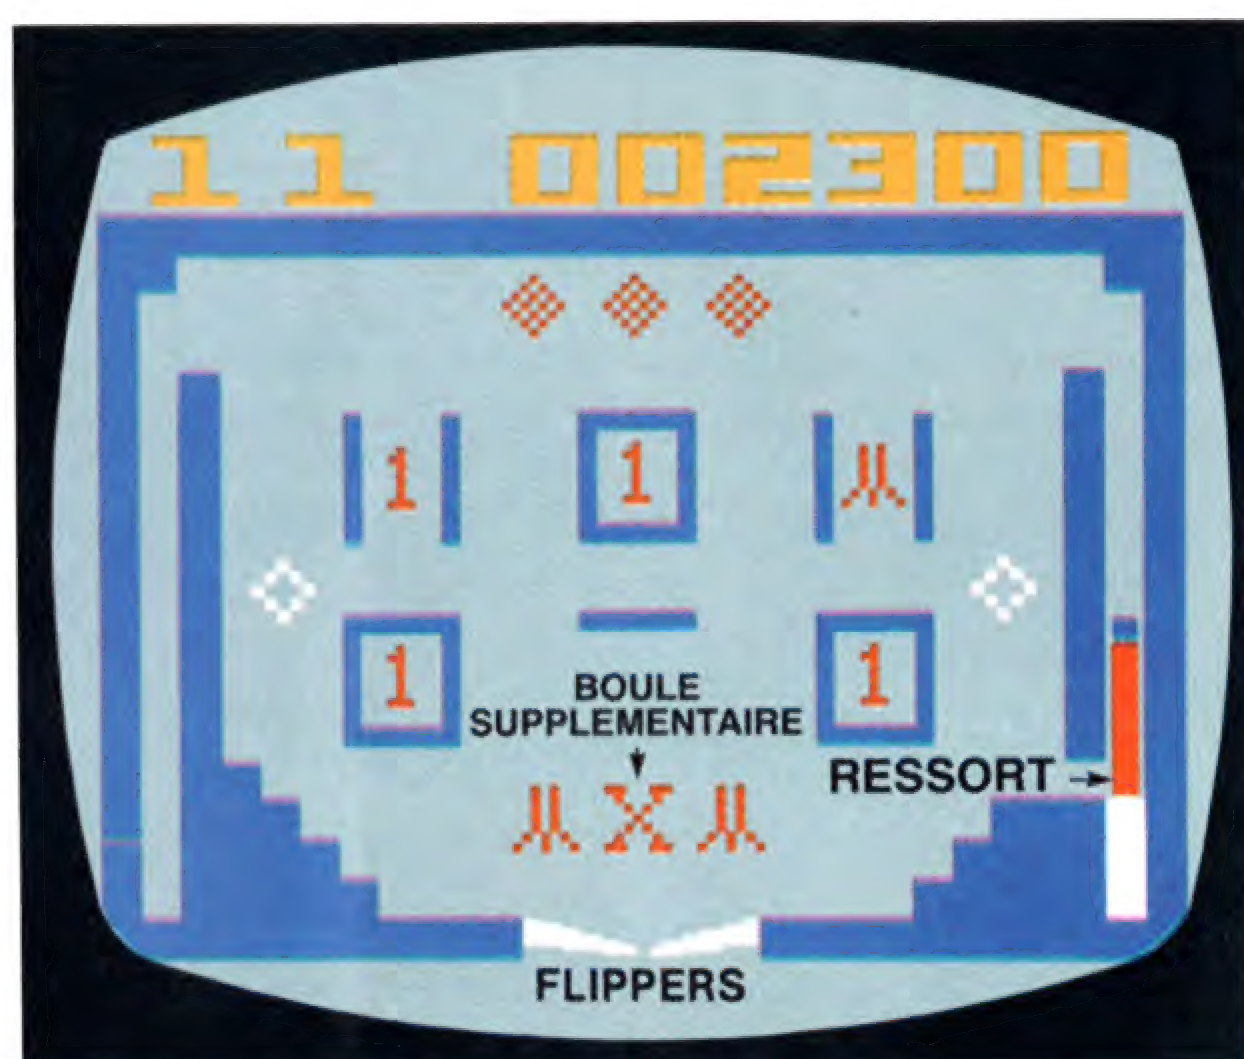 1 1 002300
1 1
1 1
BOULE
SUPPLEMENTAIRE
RESSORT →
X
FLIPPERS